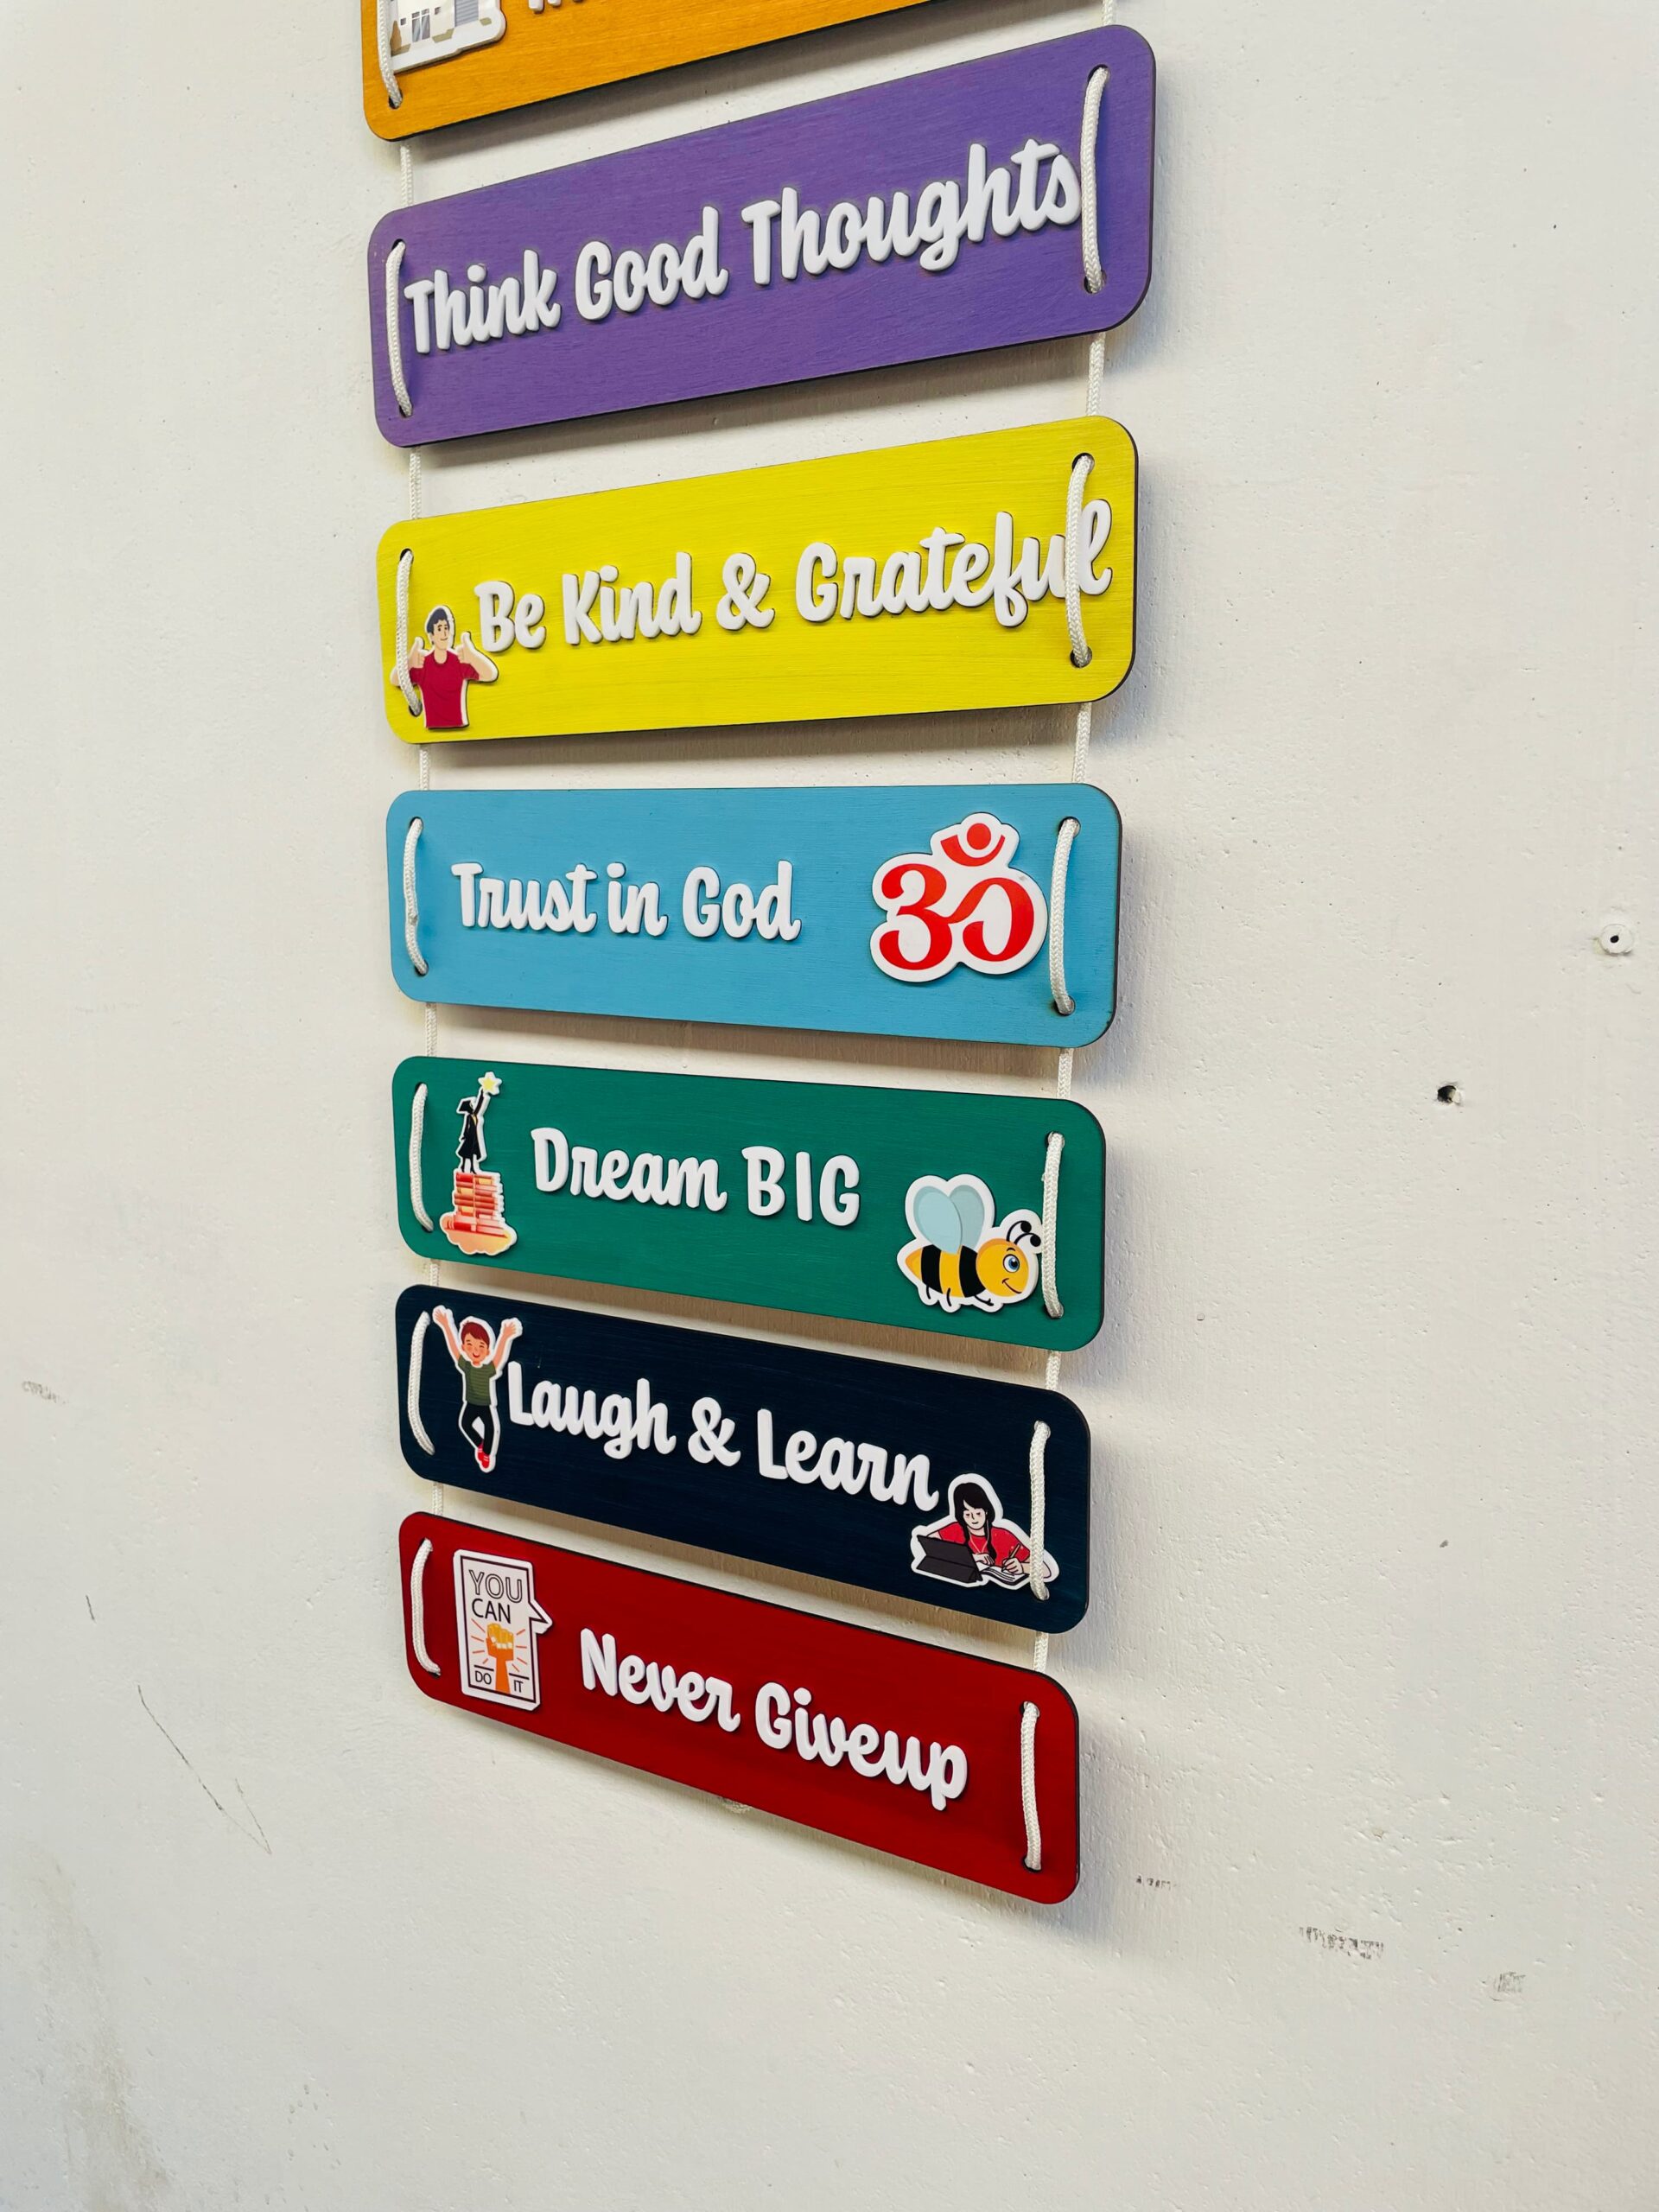 Think Good Thoughts
Be Kind & Grateful
Trust in God
ॐ
Dream BIG
Laugh & Learn
YOU
CAN
DO IT
Never Giveup